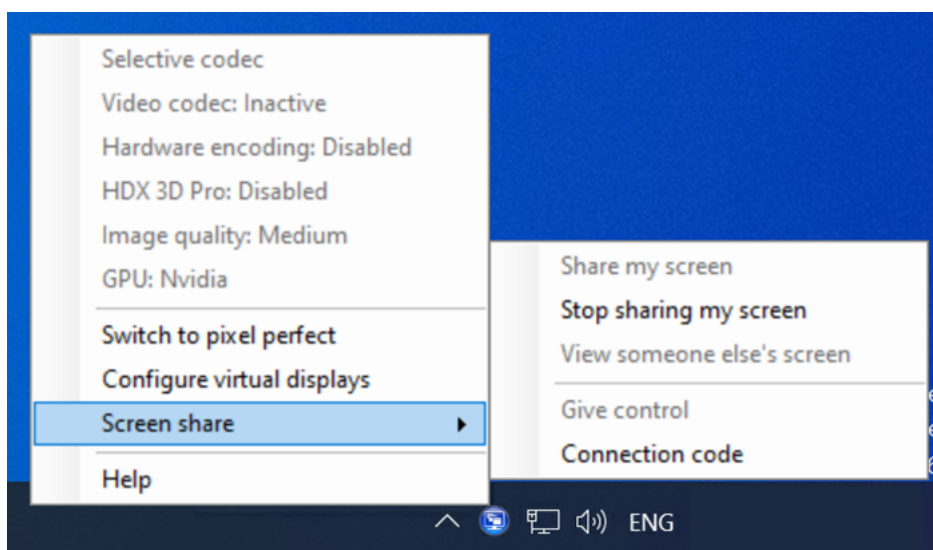 Selective codec
Video codec: Inactive
Hardware encoding: Disabled
HDX 3D Pro: Disabled
Image quality: Medium
GPU: Nvidia
Switch to pixel perfect
Configure virtual displays
Screen share
Help
Share my screen
Stop sharing my screen
View someone else's screen
Give control
Connection code
ENG